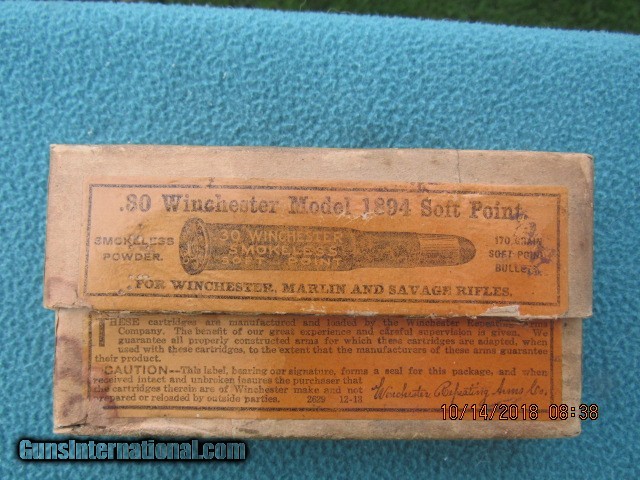 .30 Winchester Model 1894 Soft Point.
SMOKELESS
POWDER.
.30 WINCHESTER
SMOKELESS
SOFT POINT
170 GRAIN
SOFT POINT
BULLET
FOR WINCHESTER, MARLIN AND SAVAGE RIFLES.
THESE cartridges are manufactured and loaded by the Winchester Repeating Arms
Company. The benefit of our great experience and careful supervision is given. We
guarantee all properly constructed arms for which these cartridges are adapted, when
used with these cartridges, to the extent that the manufacturers of these arms guarantee
their product.
CAUTION--This label, bearing our signature, forms a seal for this package, and when
received intact and unbroken insures the purchaser that
the cartridges therein are of Winchester make and not
repared or reloaded by outside parties. 2629 12-13
Winchester Repeating Arms Co.
10/14/2018 08:38
GunsInternational.com